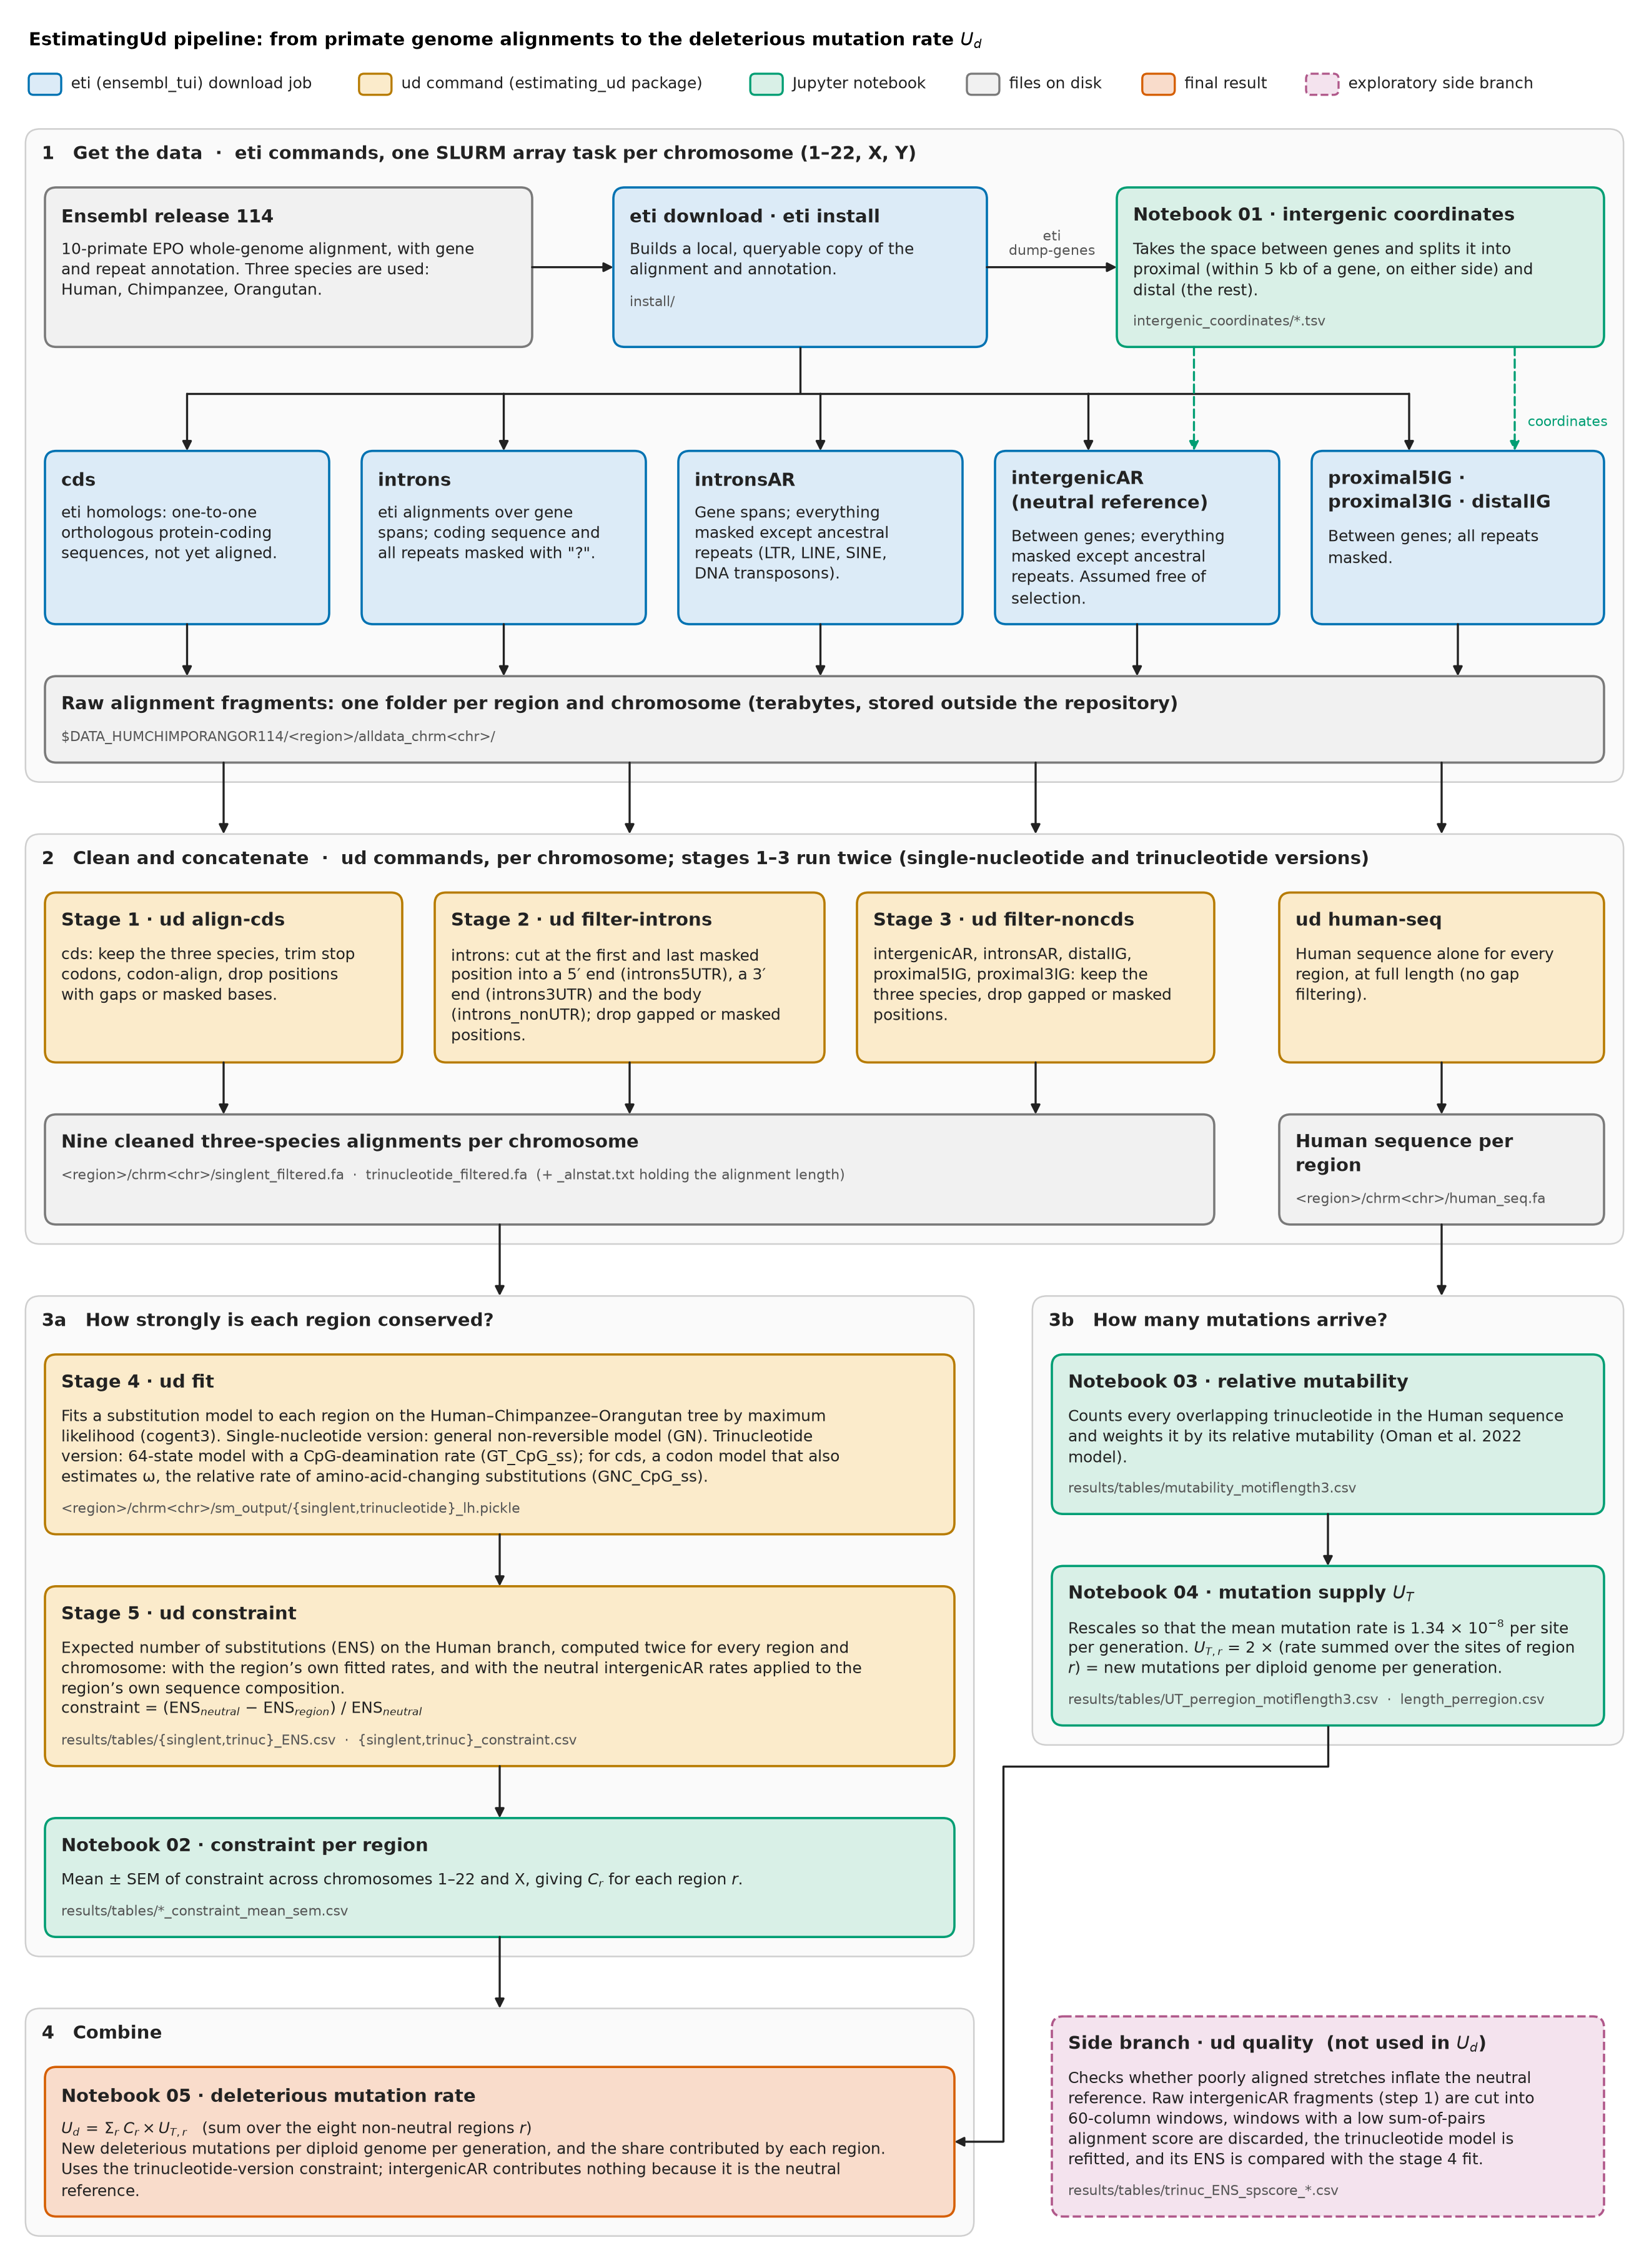 EstimatingUd pipeline: from primate genome alignments to the deleterious mutation rate U_d
eti (ensembl_tui) download job
ud command (estimating_ud package)
Jupyter notebook
files on disk
final result
exploratory side branch
1 Get the data · eti commands, one SLURM array task per chromosome (1–22, X, Y)
Ensembl release 114
10-primate EPO whole-genome alignment, with gene
and repeat annotation. Three species are used:
Human, Chimpanzee, Orangutan.
eti download · eti install
Builds a local, queryable copy of the
alignment and annotation.
install/
eti
dump-genes
Notebook 01 · intergenic coordinates
Takes the space between genes and splits it into
proximal (within 5 kb of a gene, on either side) and
distal (the rest).
intergenic_coordinates/*.tsv
coordinates
cds
eti homologs: one-to-one
orthologous protein-coding
sequences, not yet aligned.
introns
eti alignments over gene
spans; coding sequence and
all repeats masked with "?".
intronsAR
Gene spans; everything
masked except ancestral
repeats (LTR, LINE, SINE,
DNA transposons).
intergenicAR
(neutral reference)
Between genes; everything
masked except ancestral
repeats. Assumed free of
selection.
proximal5IG ·
proximal3IG · distalIG
Between genes; all repeats
masked.
Raw alignment fragments: one folder per region and chromosome (terabytes, stored outside the repository)
$DATA_HUMCHIMPORANGOR114/<region>/alldata_chrm<chr>/
2 Clean and concatenate · ud commands, per chromosome; stages 1–3 run twice (single-nucleotide and trinucleotide versions)
Stage 1 · ud align-cds
cds: keep the three species, trim stop
codons, codon-align, drop positions
with gaps or masked bases.
Stage 2 · ud filter-introns
introns: cut at the first and last masked
position into a 5′ end (introns5UTR), a 3′
end (introns3UTR) and the body
(introns_nonUTR); drop gapped or masked
positions.
Stage 3 · ud filter-noncds
intergenicAR, intronsAR, distalIG,
proximal5IG, proximal3IG: keep the
three species, drop gapped or masked
positions.
ud human-seq
Human sequence alone for every
region, at full length (no gap
filtering).
Nine cleaned three-species alignments per chromosome
<region>/chrm<chr>/singlent_filtered.fa · trinucleotide_filtered.fa (+ _alnstat.txt holding the alignment length)
Human sequence per
region
<region>/chrm<chr>/human_seq.fa
3a How strongly is each region conserved?
Stage 4 · ud fit
Fits a substitution model to each region on the Human–Chimpanzee–Orangutan tree by maximum
likelihood (cogent3). Single-nucleotide version: general non-reversible model (GN). Trinucleotide
version: 64-state model with a CpG-deamination rate (GT_CpG_ss); for cds, a codon model that also
estimates ω, the relative rate of amino-acid-changing substitutions (GNC_CpG_ss).
<region>/chrm<chr>/sm_output/{singlent,trinucleotide}_lh.pickle
Stage 5 · ud constraint
Expected number of substitutions (ENS) on the Human branch, computed twice for every region and
chromosome: with the region’s own fitted rates, and with the neutral intergenicAR rates applied to the
region’s own sequence composition.
constraint = (ENS_neutral − ENS_region) / ENS_neutral
results/tables/{singlent,trinuc}_ENS.csv · {singlent,trinuc}_constraint.csv
Notebook 02 · constraint per region
Mean ± SEM of constraint across chromosomes 1–22 and X, giving C_r for each region r.
results/tables/*_constraint_mean_sem.csv
3b How many mutations arrive?
Notebook 03 · relative mutability
Counts every overlapping trinucleotide in the Human sequence
and weights it by its relative mutability (Oman et al. 2022
model).
results/tables/mutability_motiflength3.csv
Notebook 04 · mutation supply U_T
Rescales so that the mean mutation rate is 1.34 × 10⁻⁸ per site
per generation. U_T,r = 2 × (rate summed over the sites of region
r) = new mutations per diploid genome per generation.
results/tables/UT_perregion_motiflength3.csv · length_perregion.csv
4 Combine
Notebook 05 · deleterious mutation rate
U_d = Σ_r C_r × U_T,r (sum over the eight non-neutral regions r)
New deleterious mutations per diploid genome per generation, and the share contributed by each region.
Uses the trinucleotide-version constraint; intergenicAR contributes nothing because it is the neutral
reference.
Side branch · ud quality (not used in U_d)
Checks whether poorly aligned stretches inflate the neutral
reference. Raw intergenicAR fragments (step 1) are cut into
60-column windows, windows with a low sum-of-pairs
alignment score are discarded, the trinucleotide model is
refitted, and its ENS is compared with the stage 4 fit.
results/tables/trinuc_ENS_spscore_*.csv